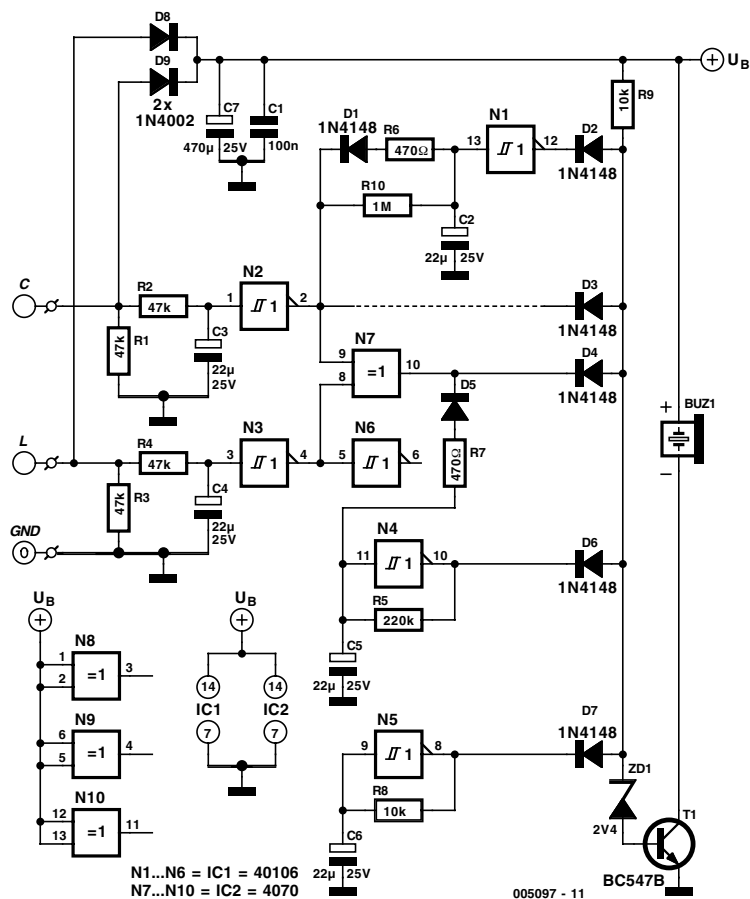 D8
D9
2x
1N4002
U B
C7
470μ 25V
C1
100n
R9
10k
D1
1N4148
R6
470Ω
N1
13 1 12
D2
1N4148
R10
1M
C2
22μ 25V
C
R2
47k
N2
1 1 2
D3
1N4148
R1
47k
C3
22μ
25V
N7
9
8
=1
10
D4
1N4148
D5
BUZ1
+
−
L
R4
47k
N3
3 1 4
N6
5 1 6
R7
470Ω
R3
47k
C4
22μ
25V
GND
0
N4
11 1 10
D6
1N4148
R5
220k
C5
22μ 25V
U B
U B
N8
1
2
=1
3
14 14
IC1 IC2
7 7
N9
6
5
=1
4
N5
9 1 8
D7
1N4148
R8
10k
ZD1
2V4
T1
BC547B
N10
12
13
=1
11
C6
22μ 25V
N1...N6 = IC1 = 40106
N7...N10 = IC2 = 4070
005097 - 11